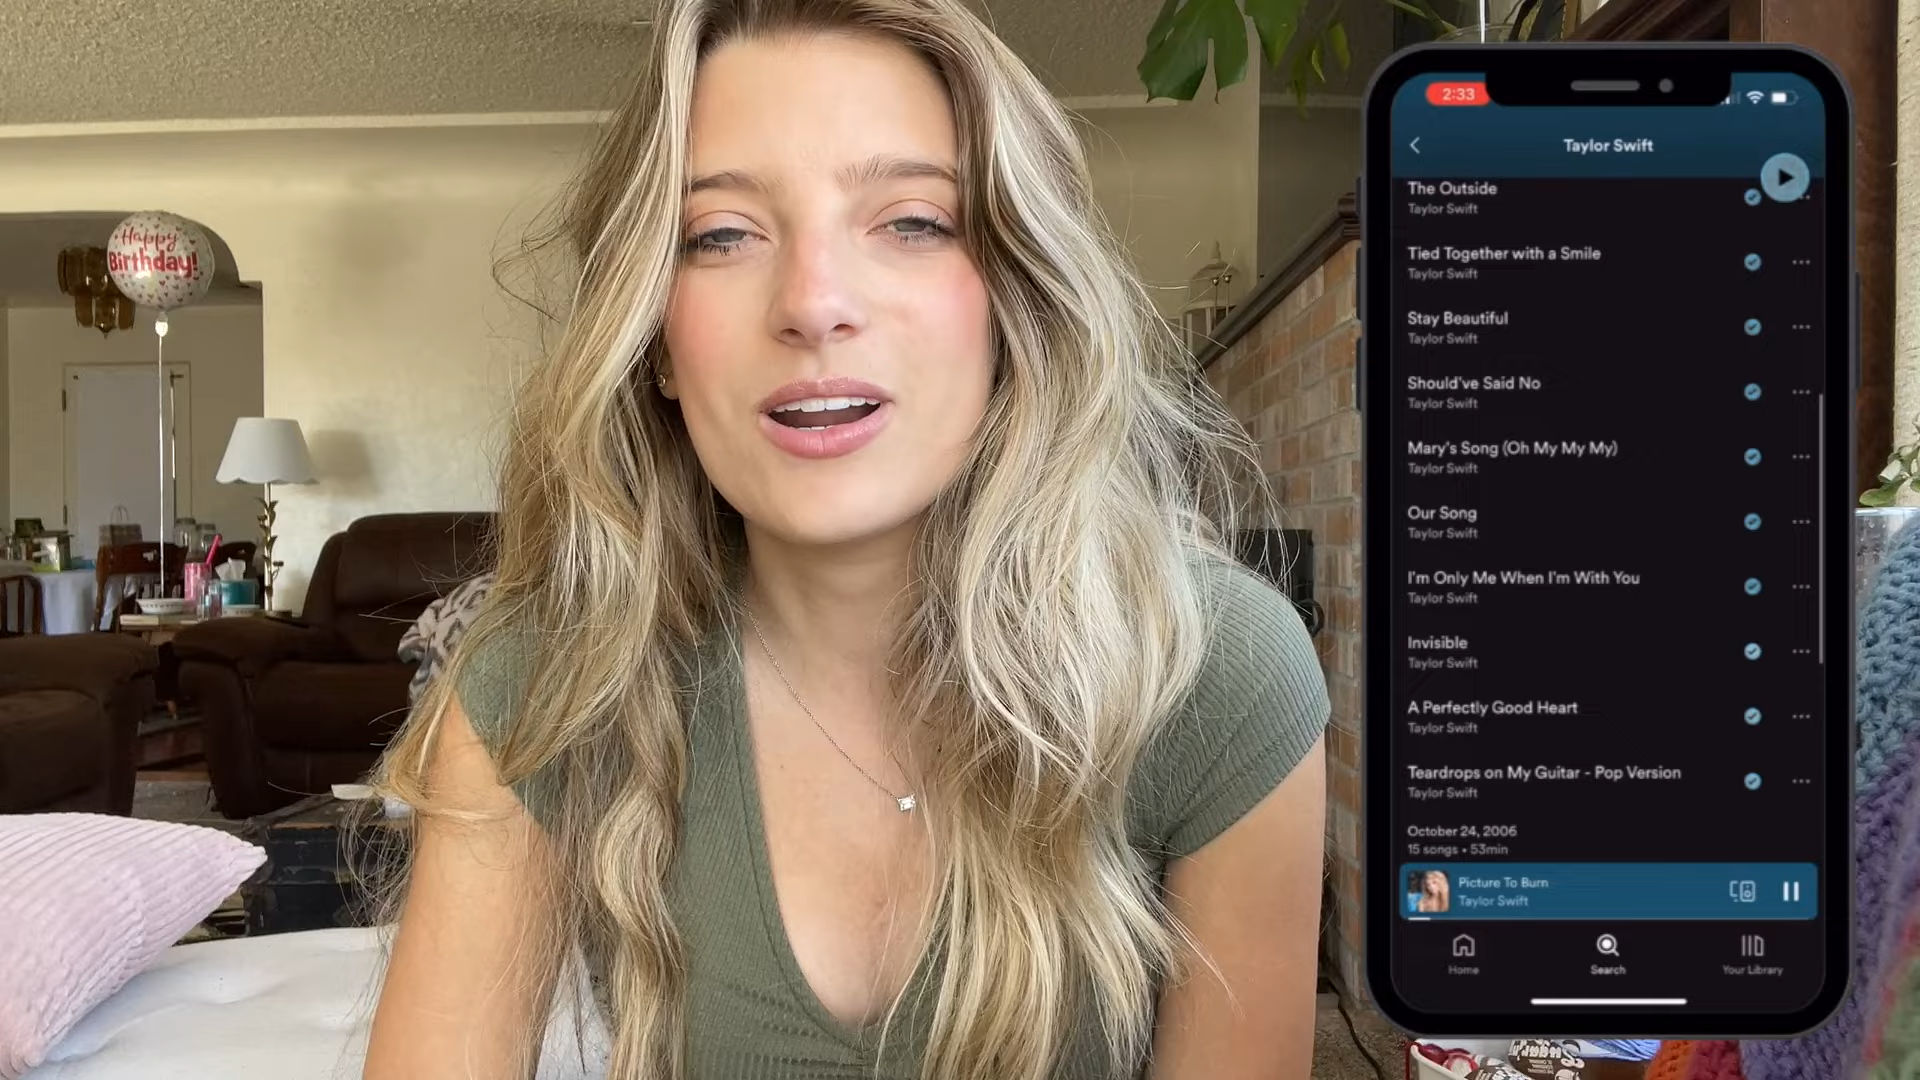 Happy
Birthday!
2:33
Taylor Swift
The Outside
Taylor Swift
Tied Together with a Smile
Taylor Swift
Stay Beautiful
Taylor Swift
Should've Said No
Taylor Swift
Mary's Song (Oh My My My)
Taylor Swift
Our Song
Taylor Swift
I'm Only Me When I'm With You
Taylor Swift
Invisible
Taylor Swift
A Perfectly Good Heart
Taylor Swift
Teardrops on My Guitar - Pop Version
Taylor Swift
October 24, 2006
15 songs • 53min
Picture To Burn
Taylor Swift
Home
Search
Your Library